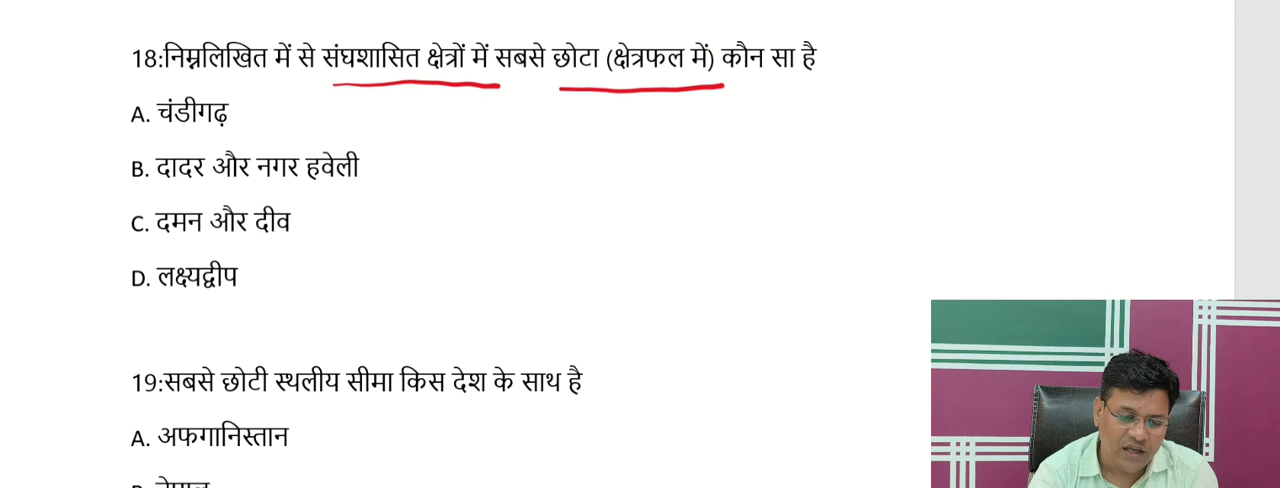 18:निम्नलिखित में से संघशासित क्षेत्रों में सबसे छोटा (क्षेत्रफल में) कौन सा है
A. चंडीगढ़
B. दादर और नगर हवेली
C. दमन और दीव
D. लक्ष्यद्वीप
19:सबसे छोटी स्थलीय सीमा किस देश के साथ है
A. अफगानिस्तान